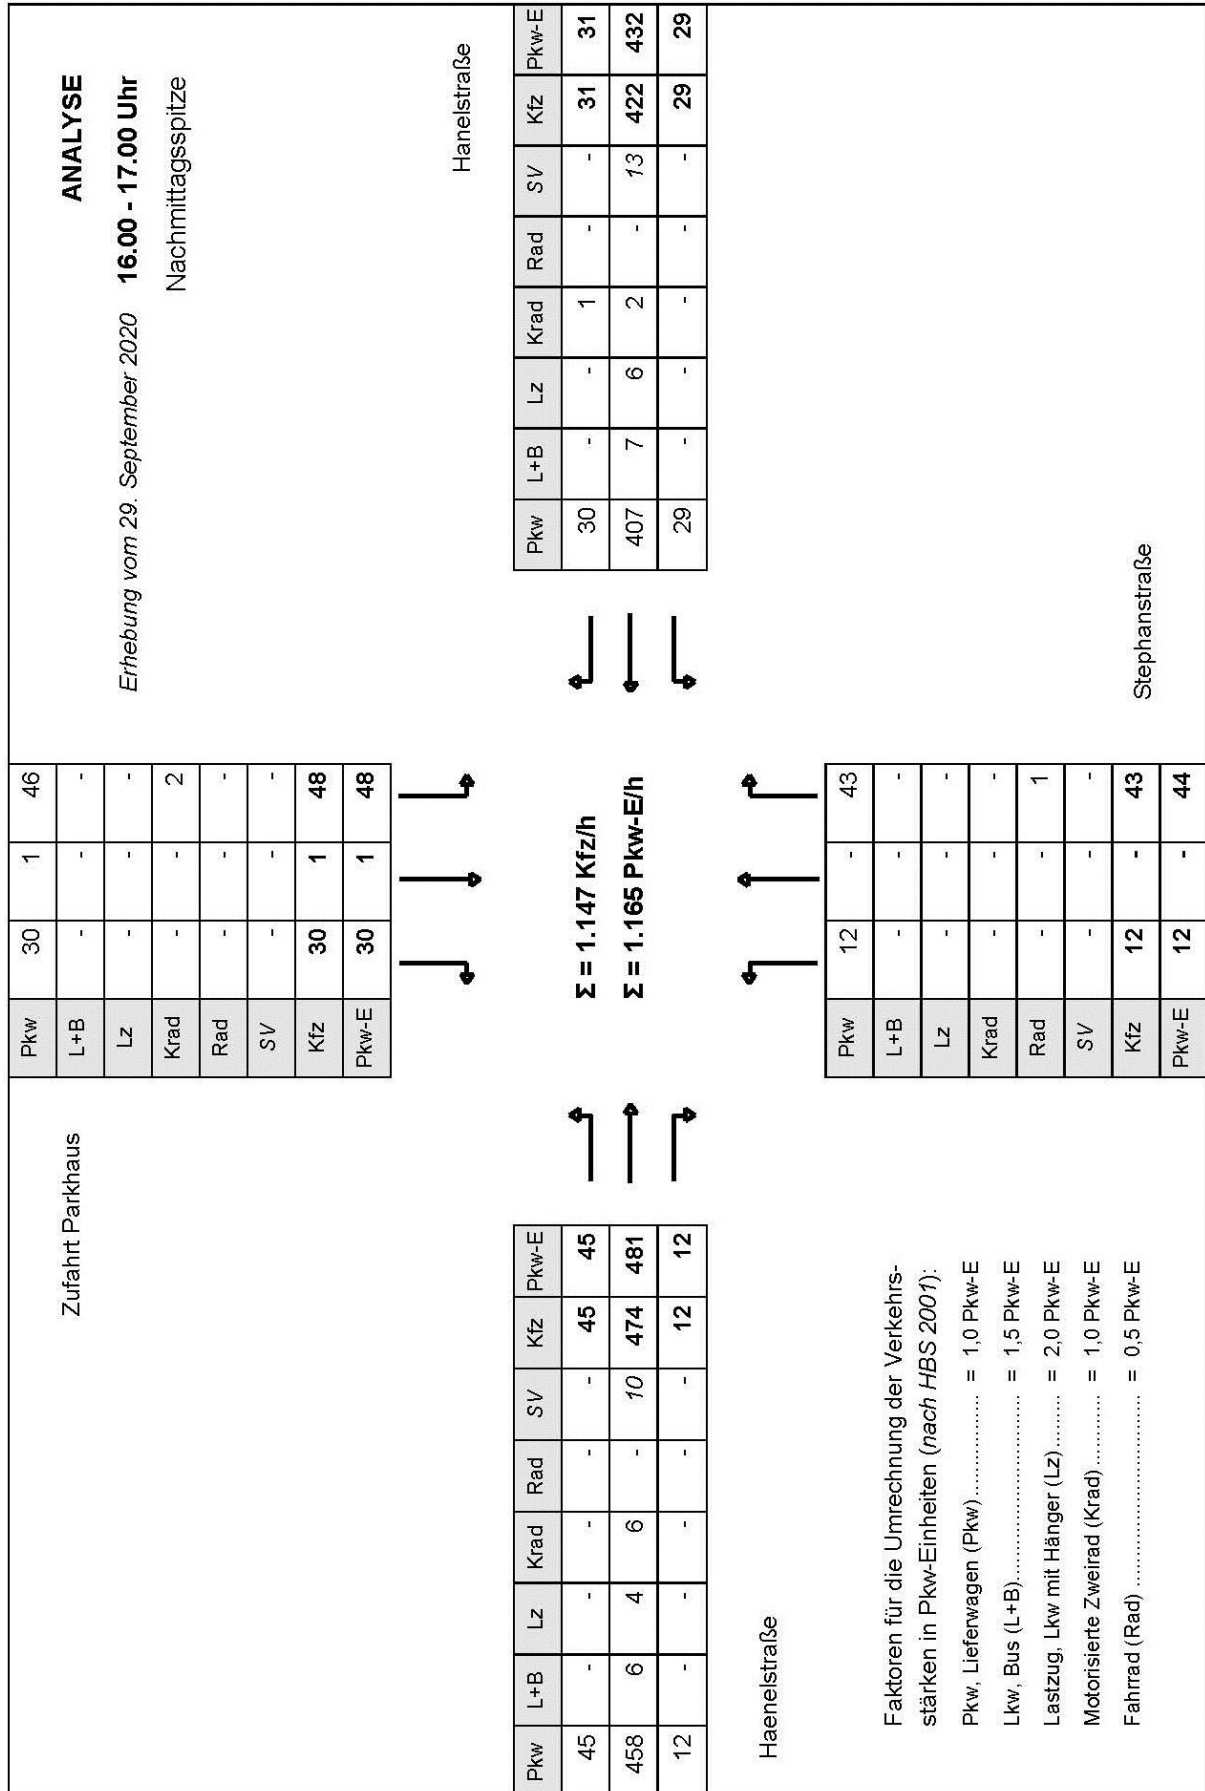 ANALYSE
Erhebung vom 29. September 2020 16.00 - 17.00 Uhr
Nachmittagsspitze
Zufahrt Parkhaus
Pkw 30 1 46
L+B - - -
Lz - - -
Krad - - 2
Rad - - -
SV - - -
Kfz 30 1 48
Pkw-E 30 1 48
Hanelstraße
Pkw L+B Lz Krad Rad SV Kfz Pkw-E
45 - - - - - 45 45
458 6 4 6 - 10 474 481
12 - - - - - 12 12
Σ = 1.147 Kfz/h
Σ = 1.165 Pkw-E/h
Pkw L+B Lz Krad Rad SV Kfz Pkw-E
30 - - 1 - - 31 31
407 7 6 2 - 13 422 432
29 - - - - - 29 29
Haenelstraße
Pkw 12 - 43
L+B - - -
Lz - - -
Krad - - -
Rad - - 1
SV - - -
Kfz 12 - 43
Pkw-E 12 - 44
Stephanstraße
Faktoren für die Umrechnung der Verkehrs-
stärken in Pkw-Einheiten (nach HBS 2001):
Pkw, Lieferwagen (Pkw)................ = 1,0 Pkw-E
Lkw, Bus (L+B)............................ = 1,5 Pkw-E
Lastzug, Lkw mit Hänger (Lz)........ = 2,0 Pkw-E
Motorisierte Zweirad (Krad)........... = 1,0 Pkw-E
Fahrrad (Rad)............................. = 0,5 Pkw-E